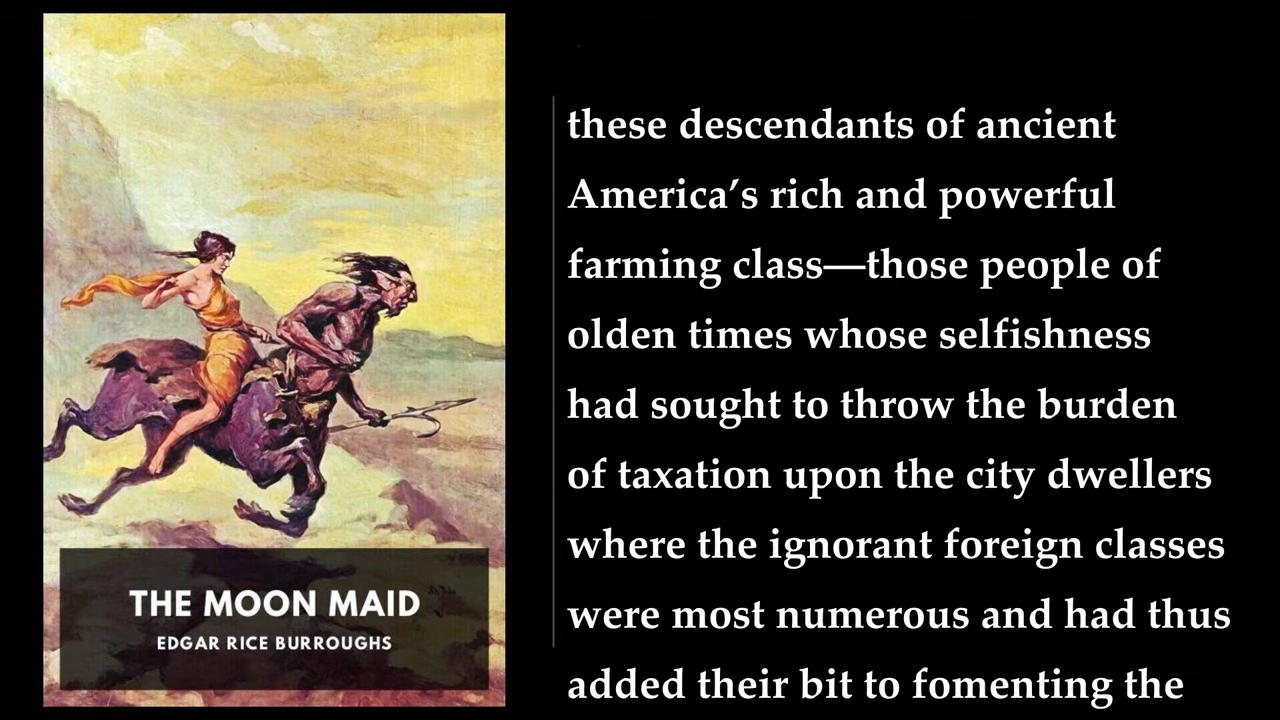 THE MOON MAID
EDGAR RICE BURROUGHS
these descendants of ancient
America’s rich and powerful
farming class—those people of
olden times whose selfishness
had sought to throw the burden
of taxation upon the city dwellers
where the ignorant foreign classes
were most numerous and had thus
added their bit to fomenting the